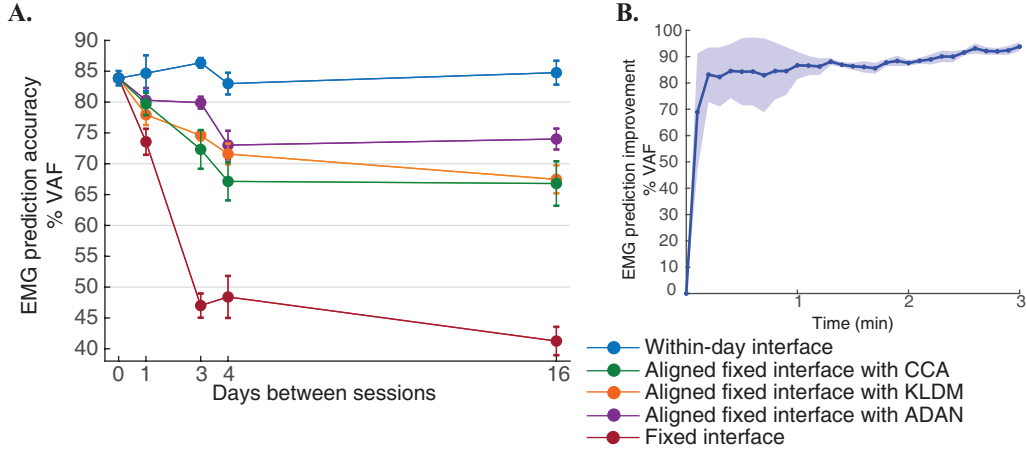 A.
EMG prediction accuracy
% VAF
90
85
80
75
70
65
60
55
50
45
40
0 1 3 4 16
Days between sessions
B.
EMG prediction improvement
% VAF
100
90
80
70
60
50
40
30
20
10
0
1 2 3
Time (min)
Within-day interface
Aligned fixed interface with CCA
Aligned fixed interface with KLDM
Aligned fixed interface with ADAN
Fixed interface